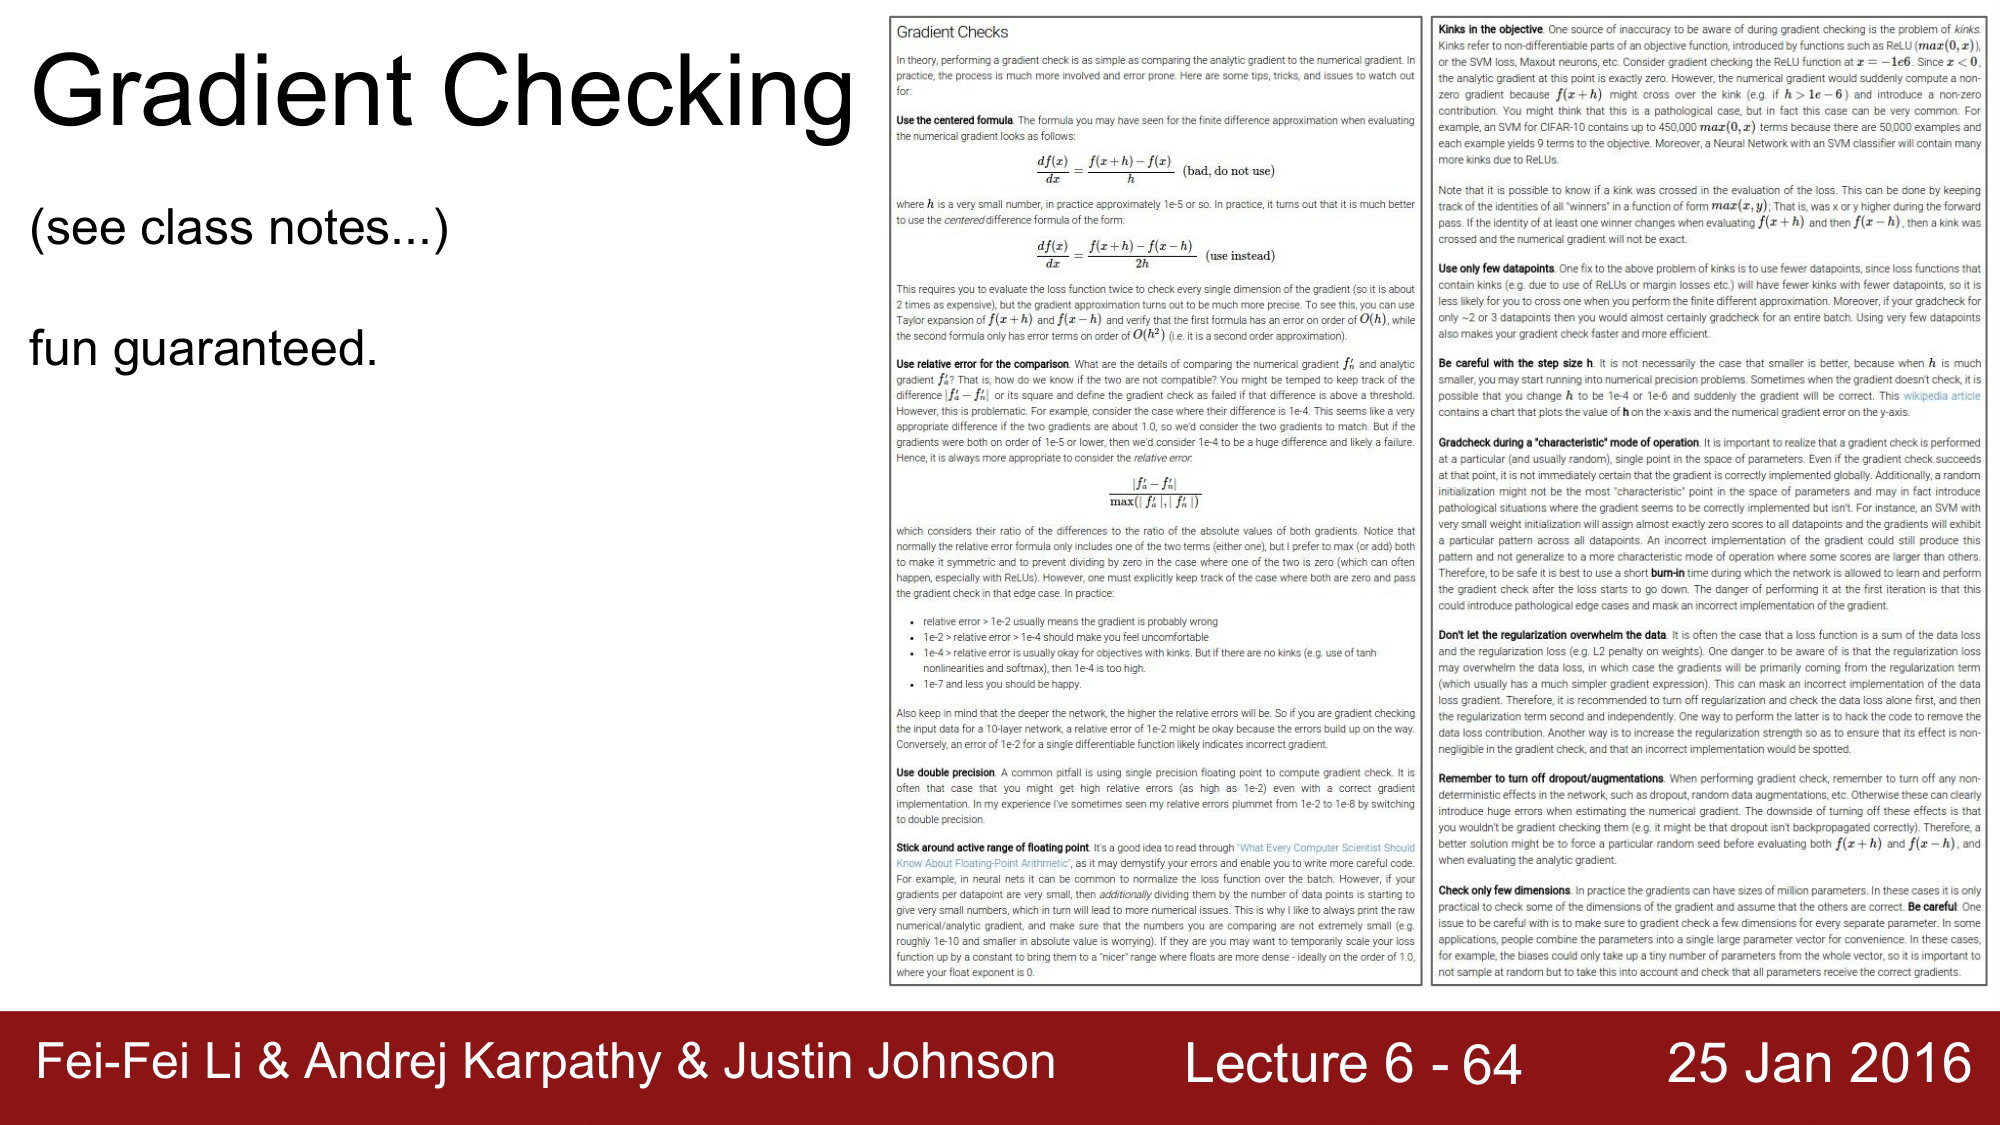 Gradient Checking
(see class notes...)
fun guaranteed.
Gradient Checks
In theory, performing a gradient check is as simple as comparing the analytic gradient to the numerical gradient. In
practice, the process is much more involved and error prone. Here are some tips, tricks, and issues to watch out
for:
Use the centered formula. The formula you may have seen for the finite difference approximation when evaluating
the numerical gradient looks as follows:
df(x)/dx = (f(x + h) − f(x))/h (bad, do not use)
where h is a very small number, in practice approximately 1e-5 or so. In practice, it turns out that it is much better
to use the centered difference formula of the form:
df(x)/dx = (f(x + h) − f(x − h))/2h (use instead)
This requires you to evaluate the loss function twice to check every single dimension of the gradient (so it is about
2 times as expensive), but the gradient approximation turns out to be much more precise. To see this, you can use
Taylor expansion of f(x + h) and f(x − h) and verify that the first formula has an error on order of O(h), while
the second formula only has error terms on order of O(h²) (i.e. it is a second order approximation).
Use relative error for the comparison. What are the details of comparing the numerical gradient f′ₙ and analytic
gradient f′ₐ? That is, how do we know if the two are not compatible? You might be temped to keep track of the
difference |f′ₐ − f′ₙ| or its square and define the gradient check as failed if that difference is above a threshold.
However, this is problematic. For example, consider the case where their difference is 1e-4. This seems like a very
appropriate difference if the two gradients are about 1.0, so we'd consider the two gradients to match. But if the
gradients were both on order of 1e-5 or lower, then we'd consider 1e-4 to be a huge difference and likely a failure.
Hence, it is always more appropriate to consider the relative error:
|f′ₐ − f′ₙ| / max(| f′ₐ |, | f′ₙ |)
which considers their ratio of the differences to the ratio of the absolute values of both gradients. Notice that
normally the relative error formula only includes one of the two terms (either one), but I prefer to max (or add) both
to make it symmetric and to prevent dividing by zero in the case where one of the two is zero (which can often
happen, especially with ReLUs). However, one must explicitly keep track of the case where both are zero and pass
the gradient check in that edge case. In practice:
• relative error > 1e-2 usually means the gradient is probably wrong
• 1e-2 > relative error > 1e-4 should make you feel uncomfortable
• 1e-4 > relative error is usually okay for objectives with kinks. But if there are no kinks (e.g. use of tanh
nonlinearities and softmax), then 1e-4 is too high.
• 1e-7 and less you should be happy.
Also keep in mind that the deeper the network, the higher the relative errors will be. So if you are gradient checking
the input data for a 10-layer network, a relative error of 1e-2 might be okay because the errors build up on the way.
Conversely, an error of 1e-2 for a single differentiable function likely indicates incorrect gradient.
Use double precision. A common pitfall is using single precision floating point to compute gradient check. It is
often that case that you might get high relative errors (as high as 1e-2) even with a correct gradient
implementation. In my experience I've sometimes seen my relative errors plummet from 1e-2 to 1e-8 by switching
to double precision.
Stick around active range of floating point. It's a good idea to read through "What Every Computer Scientist Should
Know About Floating-Point Arithmetic", as it may demystify your errors and enable you to write more careful code.
For example, in neural nets it can be common to normalize the loss function over the batch. However, if your
gradients per datapoint are very small, then additionally dividing them by the number of data points is starting to
give very small numbers, which in turn will lead to more numerical issues. This is why I like to always print the raw
numerical/analytic gradient, and make sure that the numbers you are comparing are not extremely small (e.g.
roughly 1e-10 and smaller in absolute value is worrying). If they are you may want to temporarily scale your loss
function up by a constant to bring them to a "nicer" range where floats are more dense - ideally on the order of 1.0,
where your float exponent is 0.
Kinks in the objective. One source of inaccuracy to be aware of during gradient checking is the problem of kinks.
Kinks refer to non-differentiable parts of an objective function, introduced by functions such as ReLU (max(0, x)),
or the SVM loss, Maxout neurons, etc. Consider gradient checking the ReLU function at x = −1e6. Since x < 0,
the analytic gradient at this point is exactly zero. However, the numerical gradient would suddenly compute a non-
zero gradient because f(x + h) might cross over the kink (e.g. if h > 1e − 6) and introduce a non-zero
contribution. You might think that this is a pathological case, but in fact this case can be very common. For
example, an SVM for CIFAR-10 contains up to 450,000 max(0, x) terms because there are 50,000 examples and
each example yields 9 terms to the objective. Moreover, a Neural Network with an SVM classifier will contain many
more kinks due to ReLUs.
Note that it is possible to know if a kink was crossed in the evaluation of the loss. This can be done by keeping
track of the identities of all "winners" in a function of form max(x, y); That is, was x or y higher during the forward
pass. If the identity of at least one winner changes when evaluating f(x + h) and then f(x − h), then a kink was
crossed and the numerical gradient will not be exact.
Use only few datapoints. One fix to the above problem of kinks is to use fewer datapoints, since loss functions that
contain kinks (e.g. due to use of ReLUs or margin losses etc.) will have fewer kinks with fewer datapoints, so it is
less likely for you to cross one when you perform the finite different approximation. Moreover, if your gradcheck for
only ~2 or 3 datapoints then you would almost certainly gradcheck for an entire batch. Using very few datapoints
also makes your gradient check faster and more efficient.
Be careful with the step size h. It is not necessarily the case that smaller is better, because when h is much
smaller, you may start running into numerical precision problems. Sometimes when the gradient doesn't check, it is
possible that you change h to be 1e-4 or 1e-6 and suddenly the gradient will be correct. This wikipedia article
contains a chart that plots the value of h on the x-axis and the numerical gradient error on the y-axis.
Gradcheck during a "characteristic" mode of operation. It is important to realize that a gradient check is performed
at a particular (and usually random), single point in the space of parameters. Even if the gradient check succeeds
at that point, it is not immediately certain that the gradient is correctly implemented globally. Additionally, a random
initialization might not be the most "characteristic" point in the space of parameters and may in fact introduce
pathological situations where the gradient seems to be correctly implemented but isn't. For instance, an SVM with
very small weight initialization will assign almost exactly zero scores to all datapoints and the gradients will exhibit
a particular pattern across all datapoints. An incorrect implementation of the gradient could still produce this
pattern and not generalize to a more characteristic mode of operation where some scores are larger than others.
Therefore, to be safe it is best to use a short burn-in time during which the network is allowed to learn and perform
the gradient check after the loss starts to go down. The danger of performing it at the first iteration is that this
could introduce pathological edge cases and mask an incorrect implementation of the gradient.
Don't let the regularization overwhelm the data. It is often the case that a loss function is a sum of the data loss
and the regularization loss (e.g. L2 penalty on weights). One danger to be aware of is that the regularization loss
may overwhelm the data loss, in which case the gradients will be primarily coming from the regularization term
(which usually has a much simpler gradient expression). This can mask an incorrect implementation of the data
loss gradient. Therefore, it is recommended to turn off regularization and check the data loss alone first, and then
the regularization term second and independently. One way to perform the latter is to hack the code to remove the
data loss contribution. Another way is to increase the regularization strength so as to ensure that its effect is non-
negligible in the gradient check, and that an incorrect implementation would be spotted.
Remember to turn off dropout/augmentations. When performing gradient check, remember to turn off any non-
deterministic effects in the network, such as dropout, random data augmentations, etc. Otherwise these can clearly
introduce huge errors when estimating the numerical gradient. The downside of turning off these effects is that
you wouldn't be gradient checking them (e.g. it might be that dropout isn't backpropagated correctly). Therefore, a
better solution might be to force a particular random seed before evaluating both f(x + h) and f(x − h), and
when evaluating the analytic gradient.
Check only few dimensions. In practice the gradients can have sizes of million parameters. In these cases it is only
practical to check some of the dimensions of the gradient and assume that the others are correct. Be careful: One
issue to be careful with is to make sure to gradient check a few dimensions for every separate parameter. In some
applications, people combine the parameters into a single large parameter vector for convenience. In these cases,
for example, the biases could only take up a tiny number of parameters from the whole vector, so it is important to
not sample at random but to take this into account and check that all parameters receive the correct gradients.
Fei-Fei Li & Andrej Karpathy & Justin Johnson
Lecture 6 - 64
25 Jan 2016